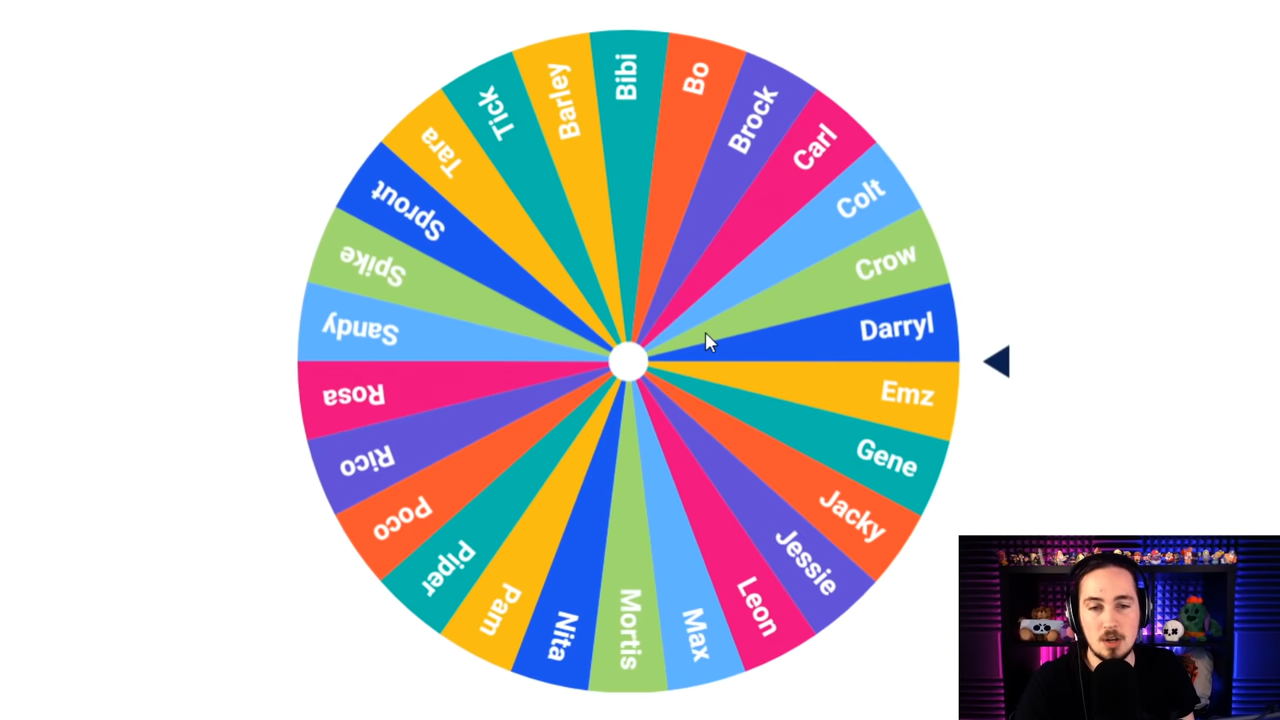 Bibi
Bo
Brock
Carl
Colt
Crow
Darryl
Emz
Gene
Jacky
Jessie
Leon
Max
Mortis
Nita
Pam
Piper
Poco
Rico
Rosa
Sandy
Spike
Sprout
Tara
Tick
Barley